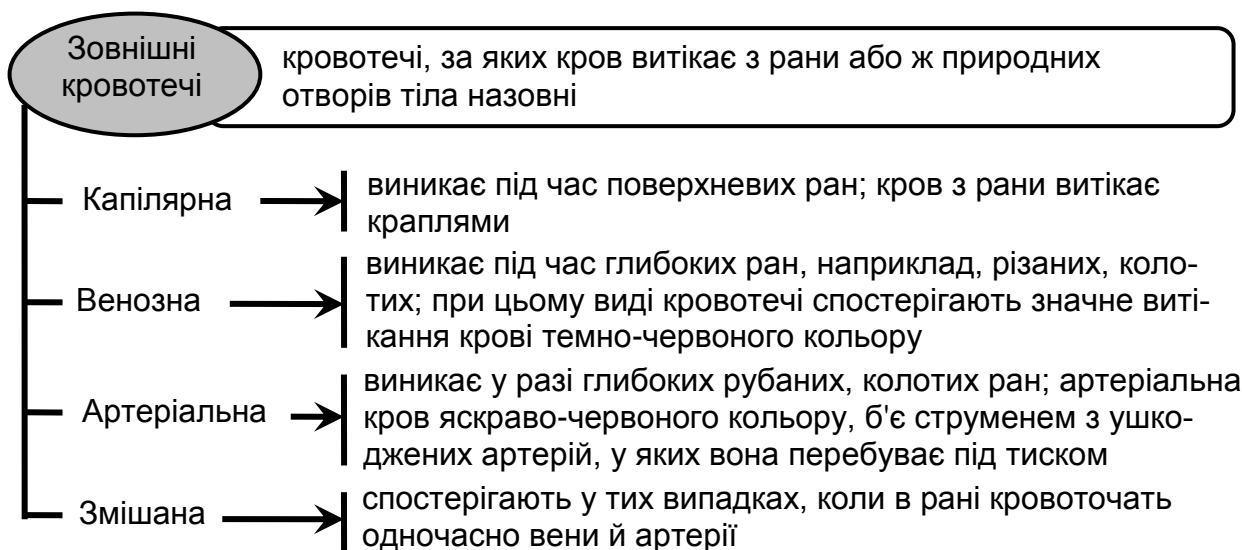 Зовнішні
кровотечі
кровотечі, за яких кров витікає з рани або ж природних
отворів тіла назовні
Капілярна
виникає під час поверхневих ран; кров з рани витікає
краплями
Венозна
виникає під час глибоких ран, наприклад, різаних, коло-
тих; при цьому виді кровотечі спостерігають значне виті-
кання крові темно-червоного кольору
Артеріальна
виникає у разі глибоких рубаних, колотих ран; артеріальна
кров яскраво-червоного кольору, б'є струменем з ушко-
джених артерій, у яких вона перебуває під тиском
Змішана
спостерігають у тих випадках, коли в рані кровоточать
одночасно вени й артерії